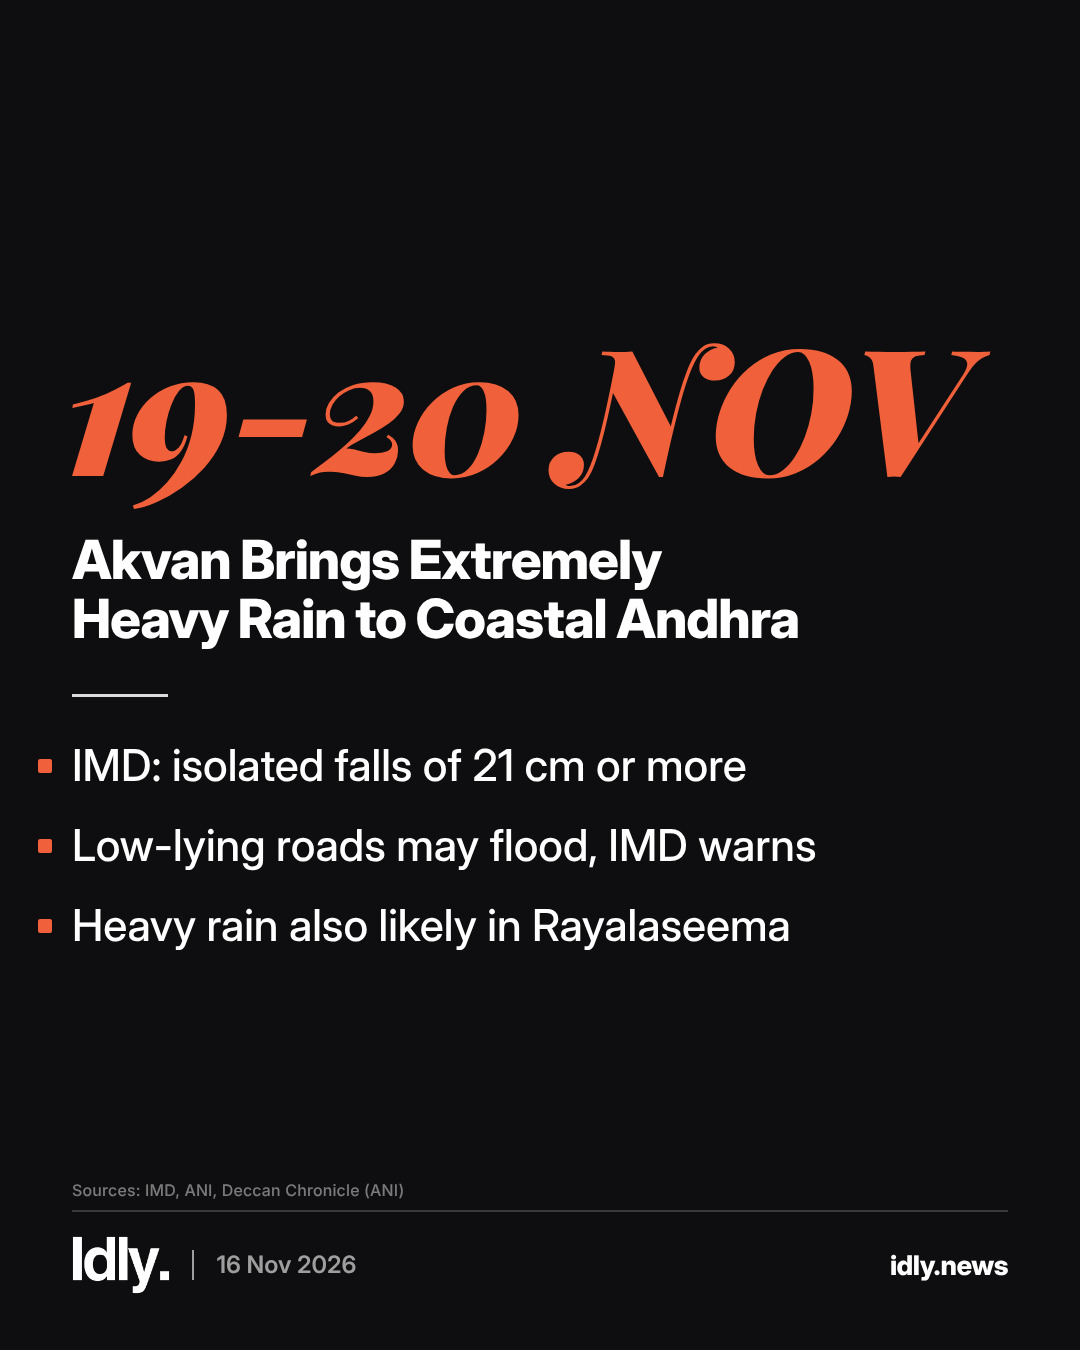 19–20 NOV
Akvan Brings Extremely
Heavy Rain to Coastal Andhra
IMD: isolated falls of 21 cm or more
Low-lying roads may flood, IMD warns
Heavy rain also likely in Rayalaseema
Sources: IMD, ANI, Deccan Chronicle (ANI)
Idly. | 16 Nov 2026
idly.news